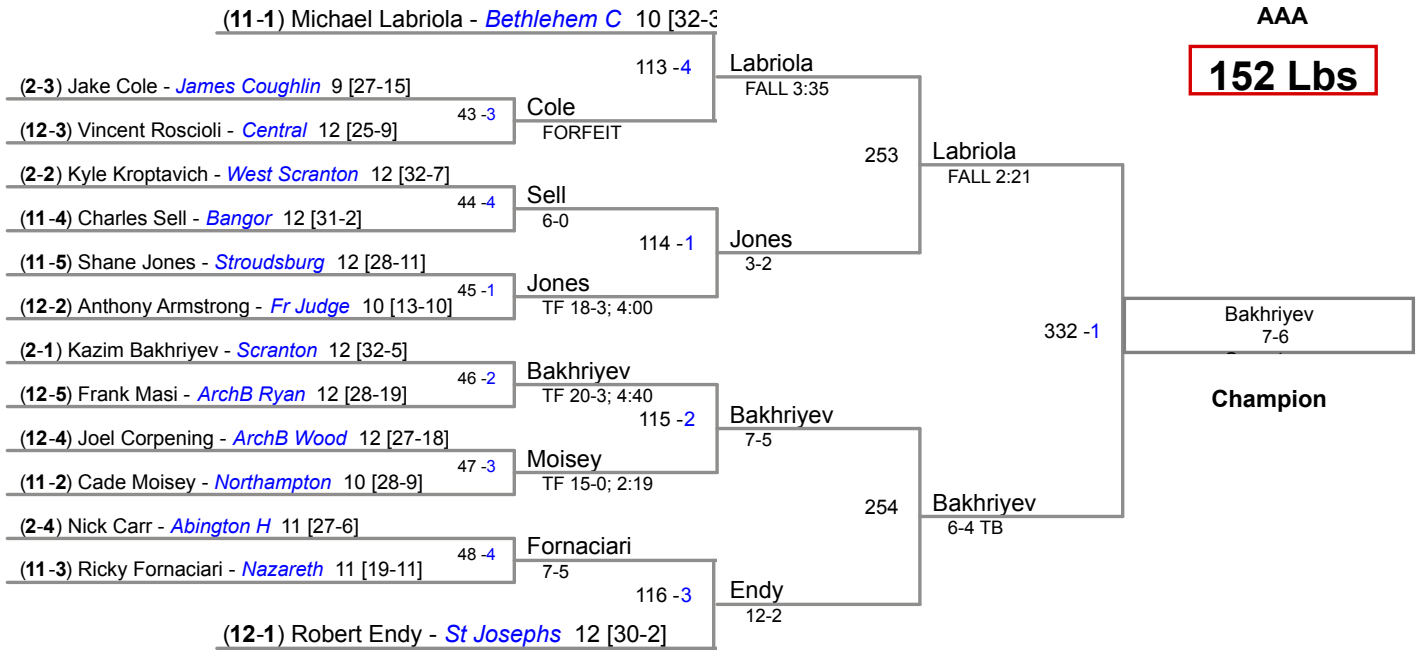 (11-1) Michael Labriola - Bethlehem C 10 [32-3
AAA
152 Lbs
113 -4
Labriola
FALL 3:35
(2-3) Jake Cole - James Coughlin 9 [27-15]
43 -3
Cole
FORFEIT
(12-3) Vincent Roscioli - Central 12 [25-9]
253
Labriola
FALL 2:21
(2-2) Kyle Kroptavich - West Scranton 12 [32-7]
44 -4
Sell
6-0
(11-4) Charles Sell - Bangor 12 [31-2]
114 -1
Jones
3-2
(11-5) Shane Jones - Stroudsburg 12 [28-11]
45 -1
Jones
TF 18-3; 4:00
(12-2) Anthony Armstrong - Fr Judge 10 [13-10]
332 -1
Bakhriyev
7-6
Champion
(2-1) Kazim Bakhriyev - Scranton 12 [32-5]
46 -2
Bakhriyev
TF 20-3; 4:40
(12-5) Frank Masi - ArchB Ryan 12 [28-19]
115 -2
Bakhriyev
7-5
(12-4) Joel Corpening - ArchB Wood 12 [27-18]
47 -3
Moisey
TF 15-0; 2:19
(11-2) Cade Moisey - Northampton 10 [28-9]
254
Bakhriyev
6-4 TB
(2-4) Nick Carr - Abington H 11 [27-6]
48 -4
Fornaciari
7-5
(11-3) Ricky Fornaciari - Nazareth 11 [19-11]
116 -3
Endy
12-2
(12-1) Robert Endy - St Josephs 12 [30-2]